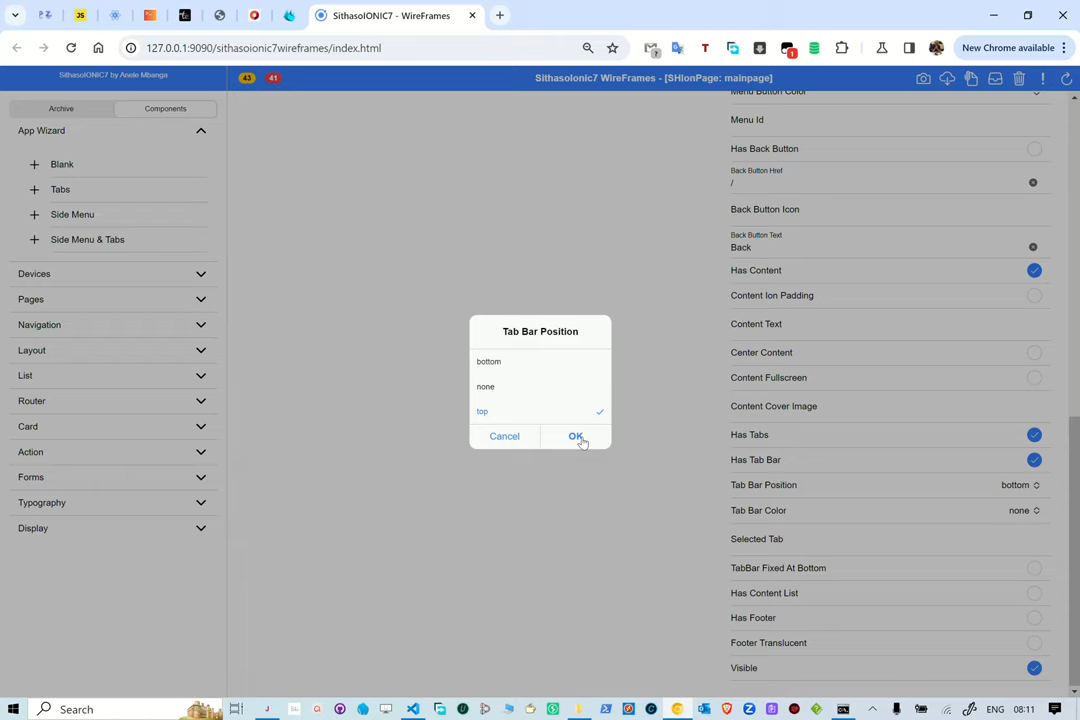 SithasoIONIC7 - WireFrames
127.0.0.1:9090/sithasoionic7wireframes/index.html
New Chrome available
SithasoIONIC7 by Anele Mbanga
43
41
SithasoIonic7 WireFrames - [SHIonPage: mainpage]
Archive
Components
App Wizard
Blank
Tabs
Side Menu
Side Menu & Tabs
Devices
Pages
Navigation
Layout
List
Router
Card
Action
Forms
Typography
Display
Tab Bar Position
bottom
none
top
Cancel
OK
Menu Button Color
Menu Id
Has Back Button
Back Button Href
/
Back Button Icon
Back Button Text
Back
Has Content
Content Ion Padding
Content Text
Center Content
Content Fullscreen
Content Cover Image
Has Tabs
Has Tab Bar
Tab Bar Position bottom
Tab Bar Color none
Selected Tab
TabBar Fixed At Bottom
Has Content List
Has Footer
Footer Translucent
Visible
Search
ENG 08:11